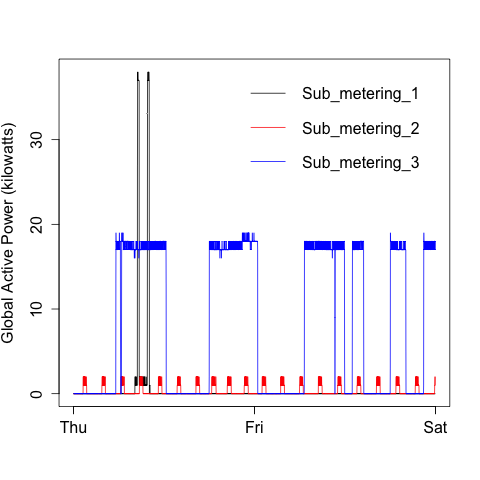 Global Active Power (kilowatts)
30
20
10
0
Sub_metering_1
Sub_metering_2
Sub_metering_3
Thu Fri Sat